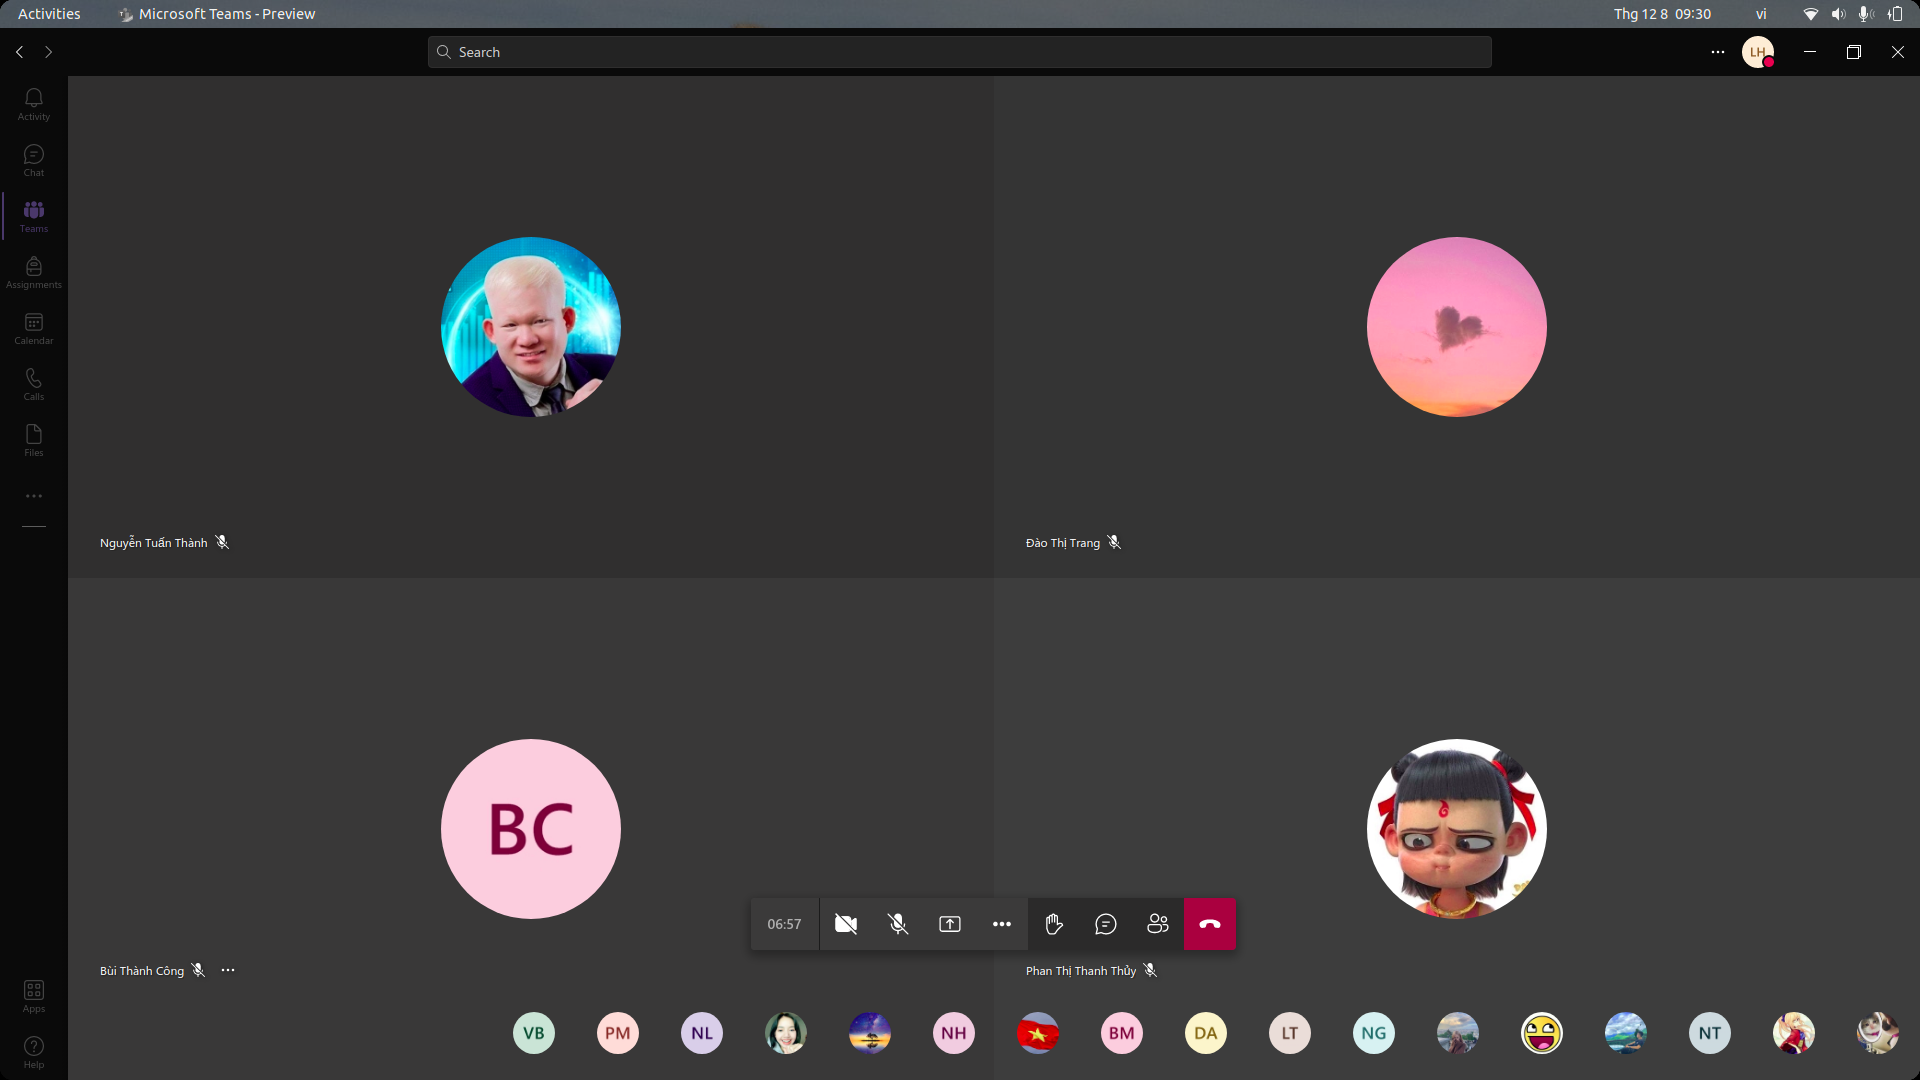 Activities Microsoft Teams - Preview Thg 12 8 09:30 vi
Search LH
Activity
Chat
Teams
Assignments
Calendar
Calls
Files
Nguyễn Tuấn Thành
Đào Thị Trang
BC
06:57
Bùi Thành Công
Phan Thị Thanh Thủy
Apps
Help
VB PM NL NH BM DA LT NG NT